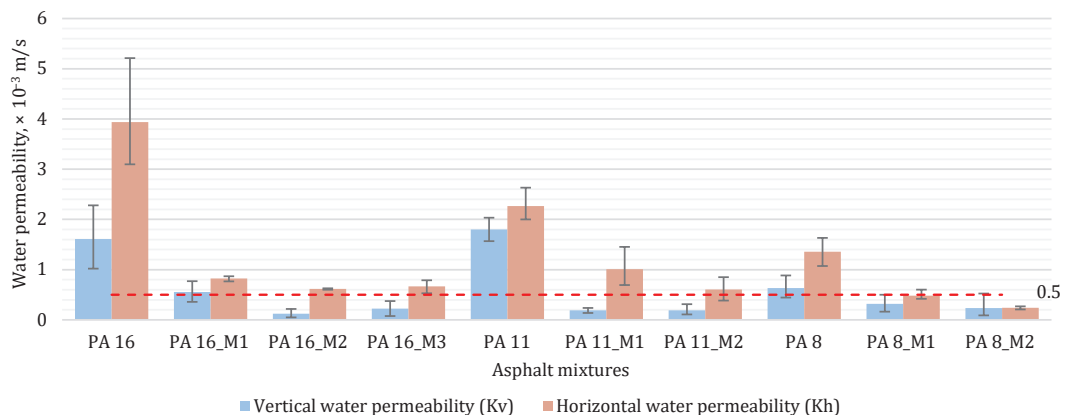 6
5
4
3
2
1
0
Water permeability, × 10⁻³ m/s
0.5
PA 16 PA 16_M1 PA 16_M2 PA 16_M3 PA 11 PA 11_M1 PA 11_M2 PA 8 PA 8_M1 PA 8_M2
Asphalt mixtures
Vertical water permeability (Kv) Horizontal water permeability (Kh)